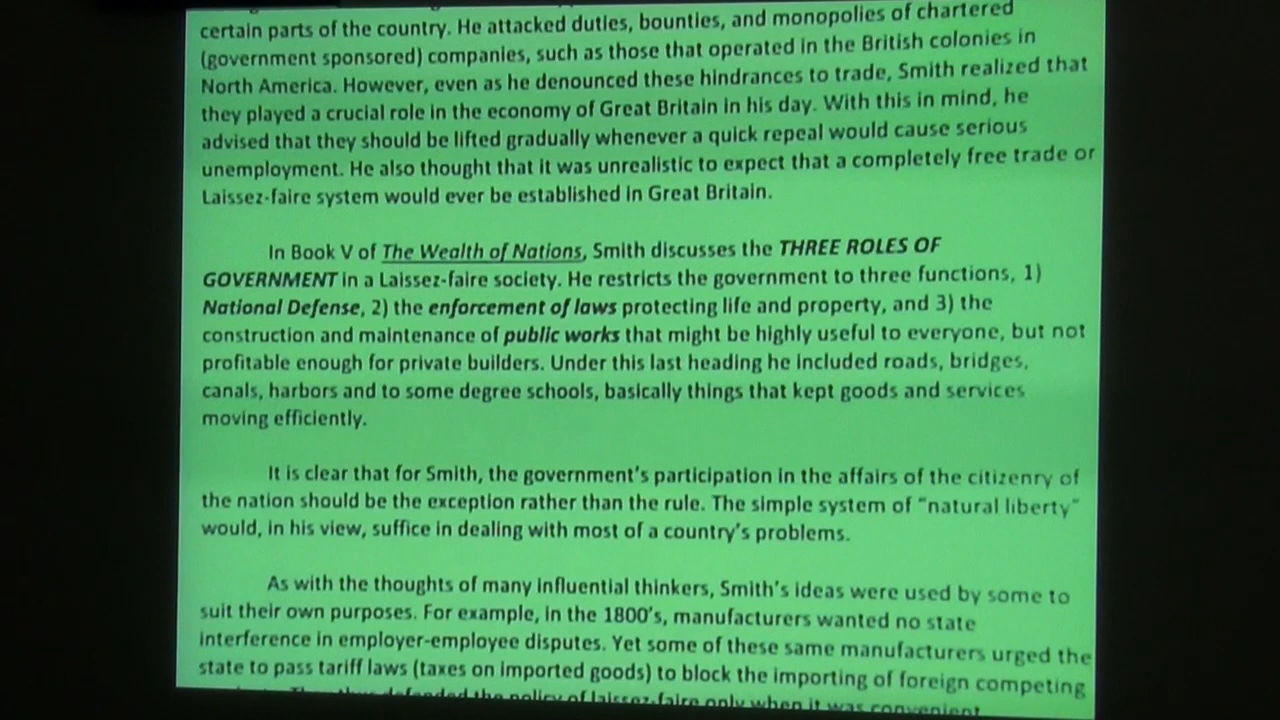 certain parts of the country. He attacked duties, bounties, and monopolies of chartered
(government sponsored) companies, such as those that operated in the British colonies in
North America. However, even as he denounced these hindrances to trade, Smith realized that
they played a crucial role in the economy of Great Britain in his day. With this in mind, he
advised that they should be lifted gradually whenever a quick repeal would cause serious
unemployment. He also thought that it was unrealistic to expect that a completely free trade or
Laissez-faire system would ever be established in Great Britain.
In Book V of The Wealth of Nations, Smith discusses the THREE ROLES OF
GOVERNMENT in a Laissez-faire society. He restricts the government to three functions, 1)
National Defense, 2) the enforcement of laws protecting life and property, and 3) the
construction and maintenance of public works that might be highly useful to everyone, but not
profitable enough for private builders. Under this last heading he included roads, bridges,
canals, harbors and to some degree schools, basically things that kept goods and services
moving efficiently.
It is clear that for Smith, the government's participation in the affairs of the citizenry of
the nation should be the exception rather than the rule. The simple system of "natural liberty"
would, in his view, suffice in dealing with most of a country's problems.
As with the thoughts of many influential thinkers, Smith's ideas were used by some to
suit their own purposes. For example, in the 1800's, manufacturers wanted no state
interference in employer-employee disputes. Yet some of these same manufacturers urged the
state to pass tariff laws (taxes on imported goods) to block the importing of foreign competing
defended the policy of laissez-faire only when it was convenient